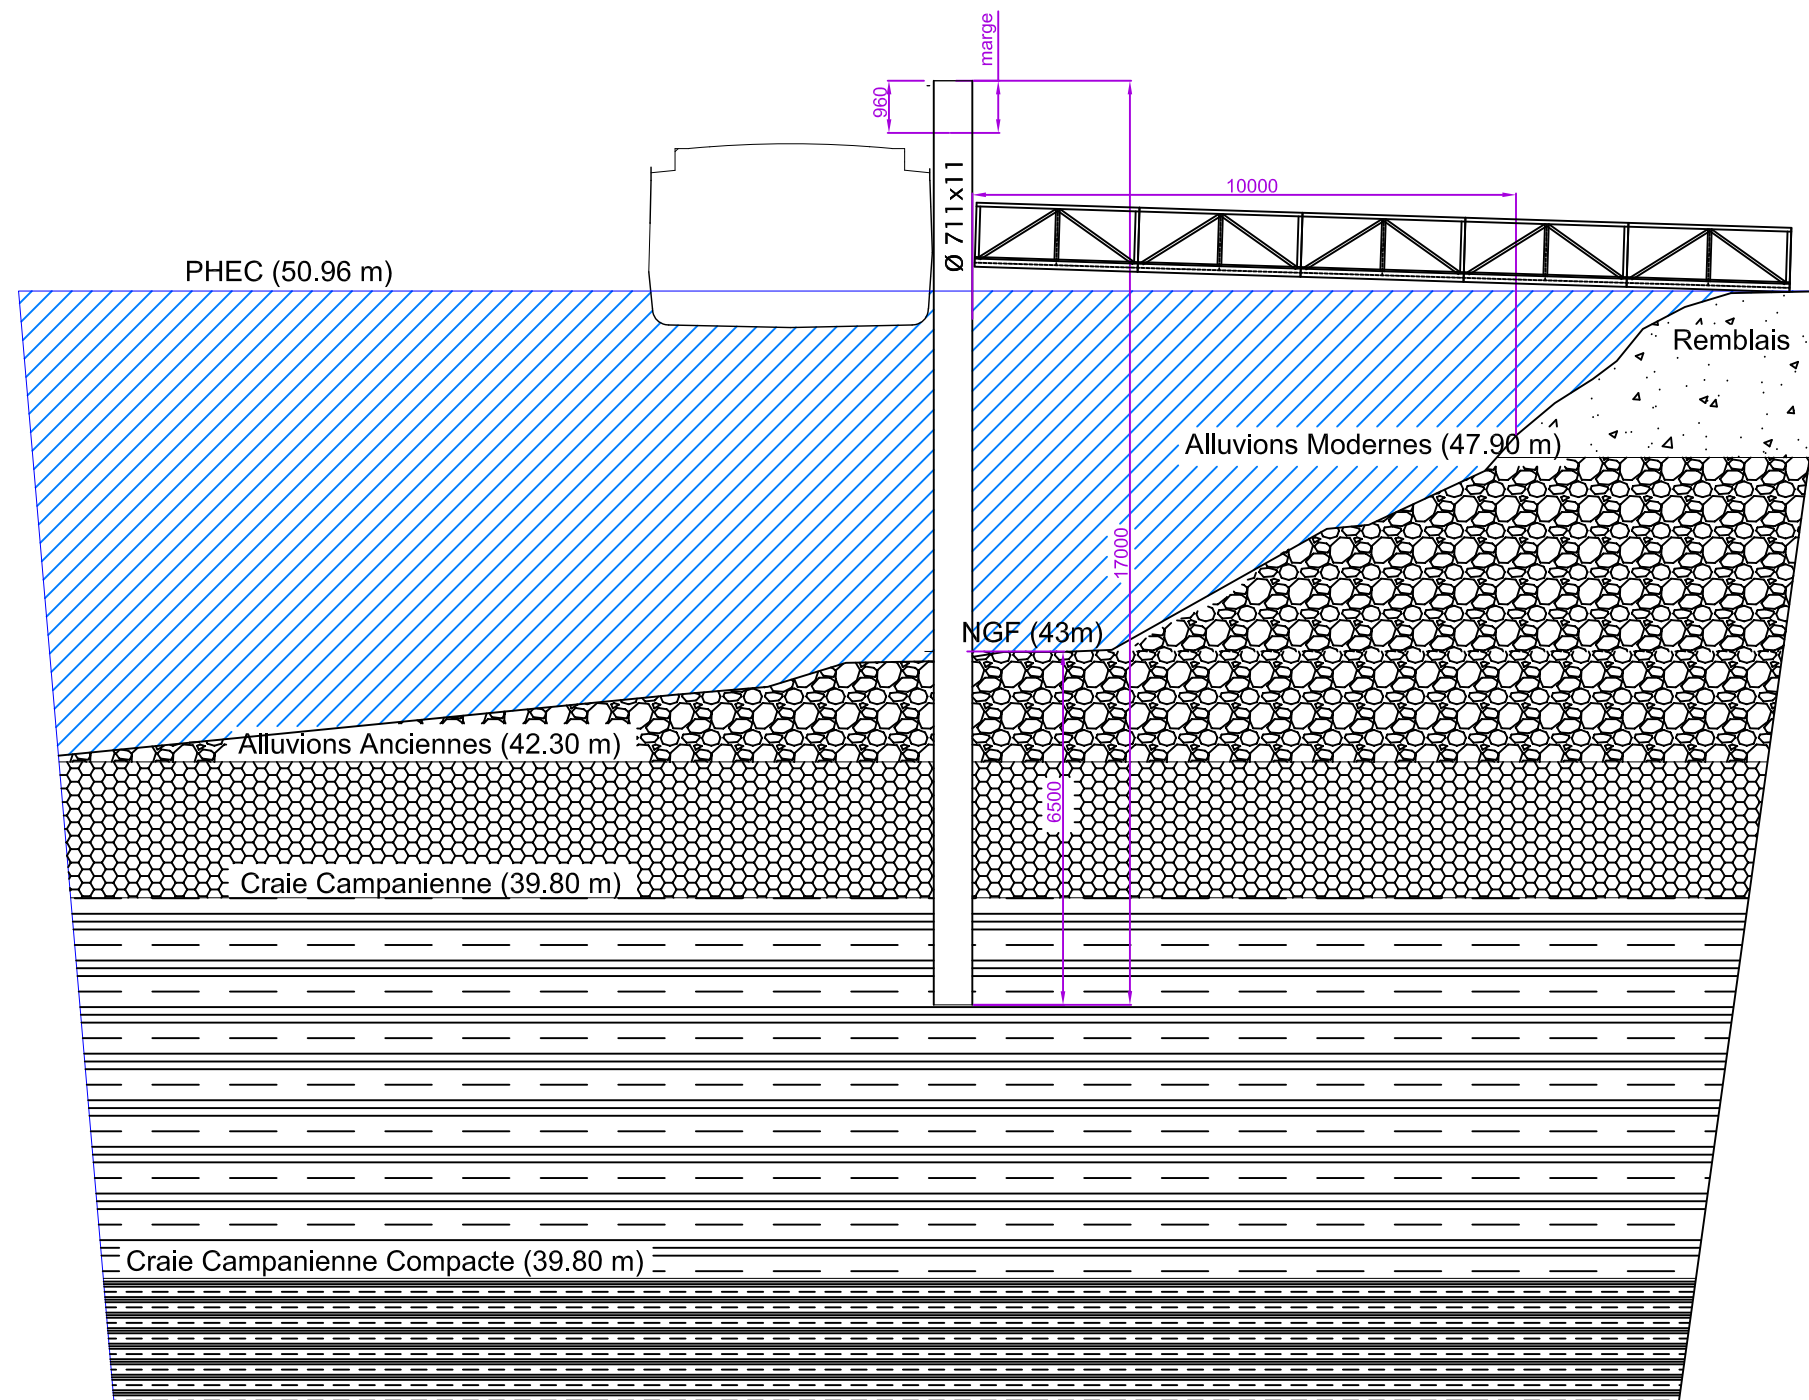 marge
960
Ø 711x11
10000
PHEC (50.96 m)
Remblais
Alluvions Modernes (47.90 m)
17000
NGF (43m)
Alluvions Anciennes (42.30 m)
6500
Craie Campanienne (39.80 m)
Craie Campanienne Compacte (39.80 m)